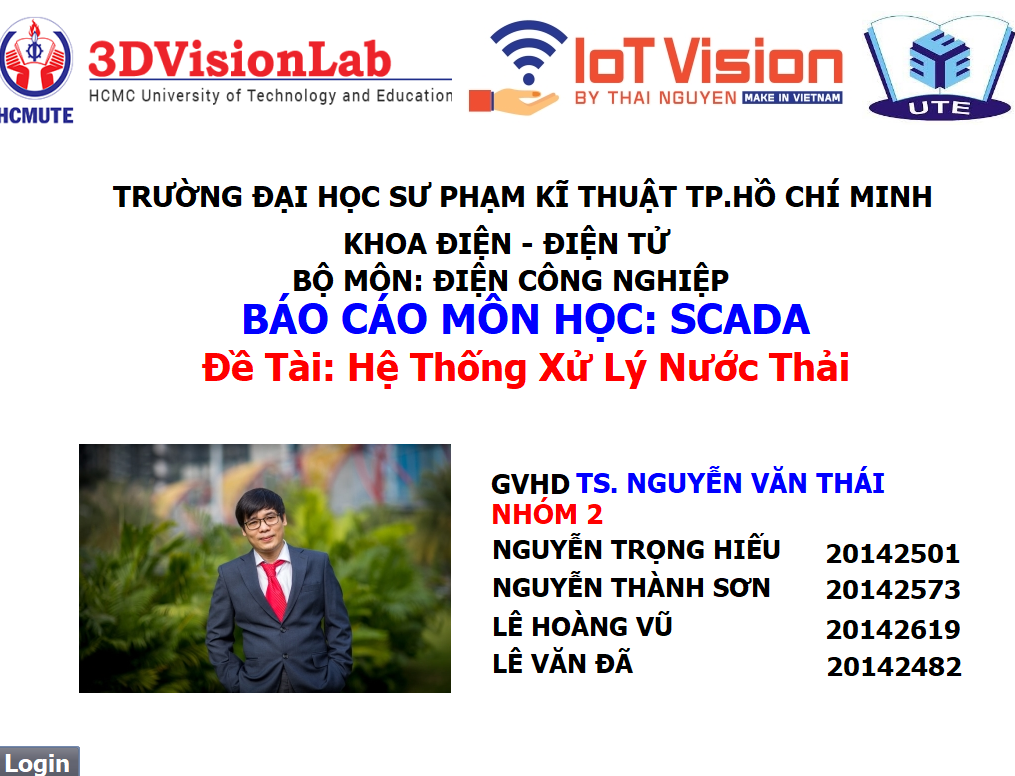 HCMUTE
3DVisionLab
HCMC University of Technology and Education
IoT Vision
BY THAI NGUYEN MAKE IN VIETNAM
UTE
TRƯỜNG ĐẠI HỌC SƯ PHẠM KĨ THUẬT TP.HỒ CHÍ MINH
KHOA ĐIỆN - ĐIỆN TỬ
BỘ MÔN: ĐIỆN CÔNG NGHIỆP
BÁO CÁO MÔN HỌC: SCADA
Đề Tài: Hệ Thống Xử Lý Nước Thải
GVHD TS. NGUYỄN VĂN THÁI
NHÓM 2
NGUYỄN TRỌNG HIẾU 20142501
NGUYỄN THÀNH SƠN 20142573
LÊ HOÀNG VŨ 20142619
LÊ VĂN ĐÃ 20142482
Login